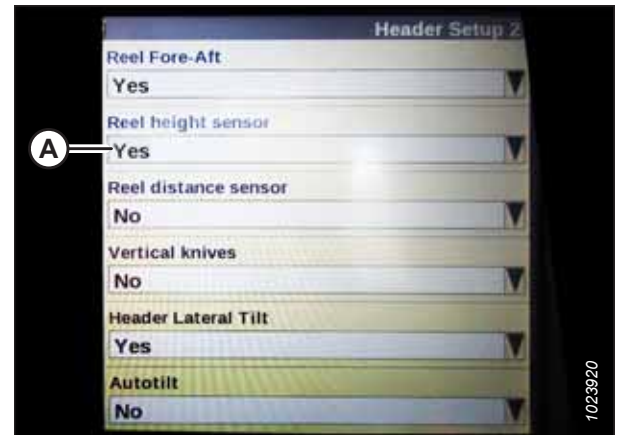 Header Setup 2
Reel Fore-Aft
Yes
Reel height sensor
A
Yes
Reel distance sensor
No
Vertical knives
No
Header Lateral Tilt
Yes
Autotilt
No
1023920